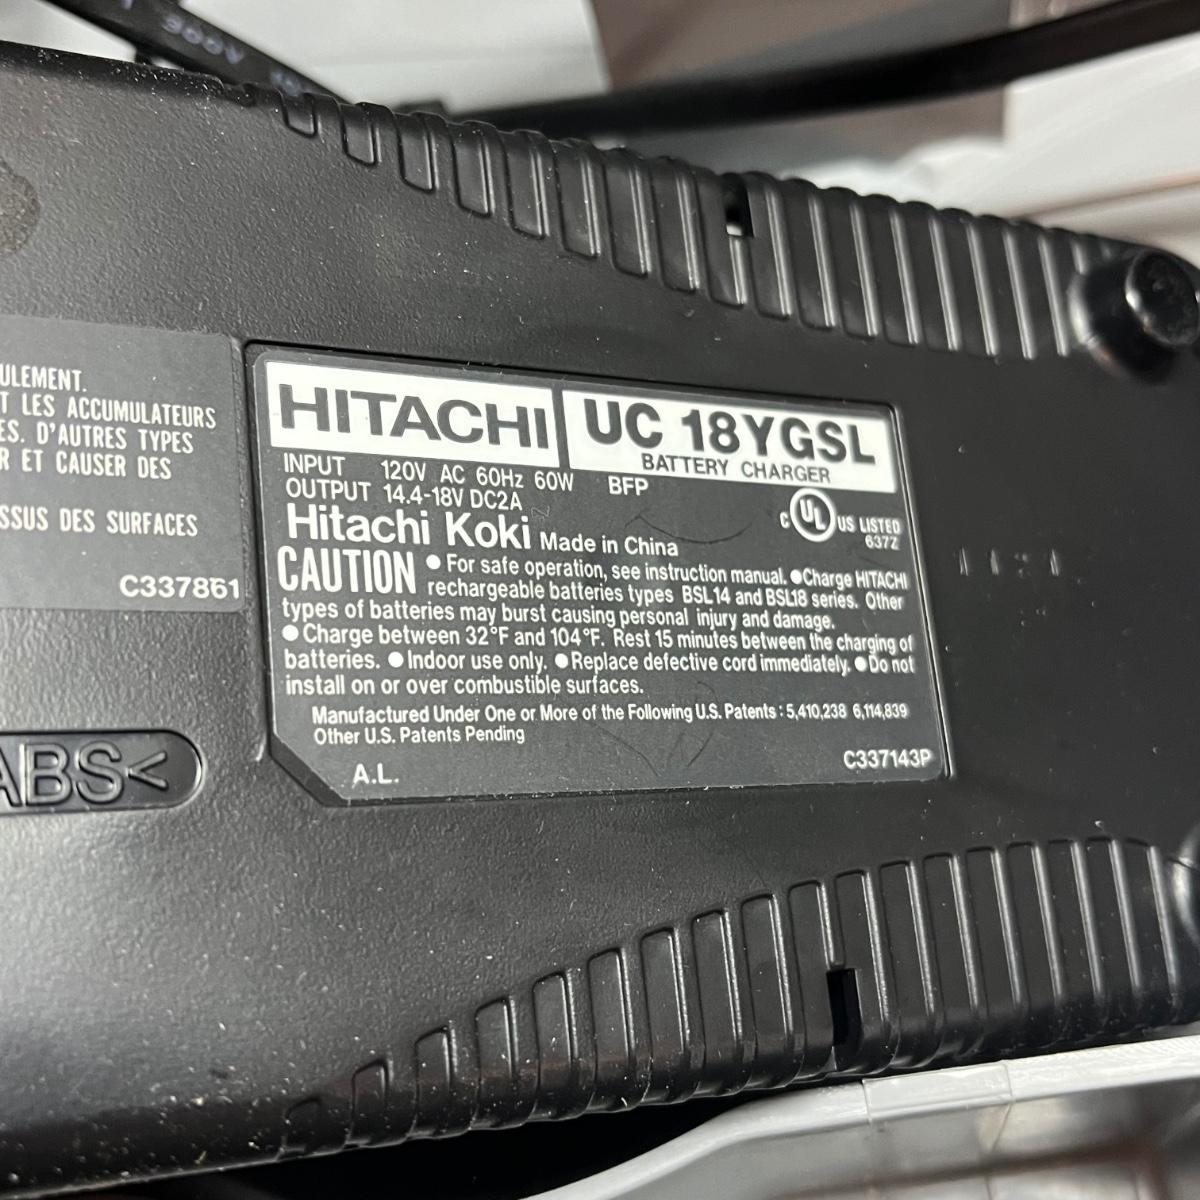 ULEMENT.
T LES ACCUMULATEURS
ES. D'AUTRES TYPES
R ET CAUSER DES
SSUS DES SURFACES
C337861
ABS<
HITACHI
UC 18YGSL
BATTERY CHARGER
INPUT 120V AC 60Hz 60W BFP
OUTPUT 14.4-18V DC2A
Hitachi Koki Made in China
C UL US LISTED
637Z
CAUTION ● For safe operation, see instruction manual. ●Charge HITACHI
rechargeable batteries types BSL14 and BSL18 series. Other
types of batteries may burst causing personal injury and damage.
● Charge between 32°F and 104°F. Rest 15 minutes between the charging of
batteries. ● Indoor use only. ● Replace defective cord immediately. ● Do not
install on or over combustible surfaces.
Manufactured Under One or More of the Following U.S. Patents : 5,410,238 6,114,839
Other U.S. Patents Pending
A.L.
C337143P